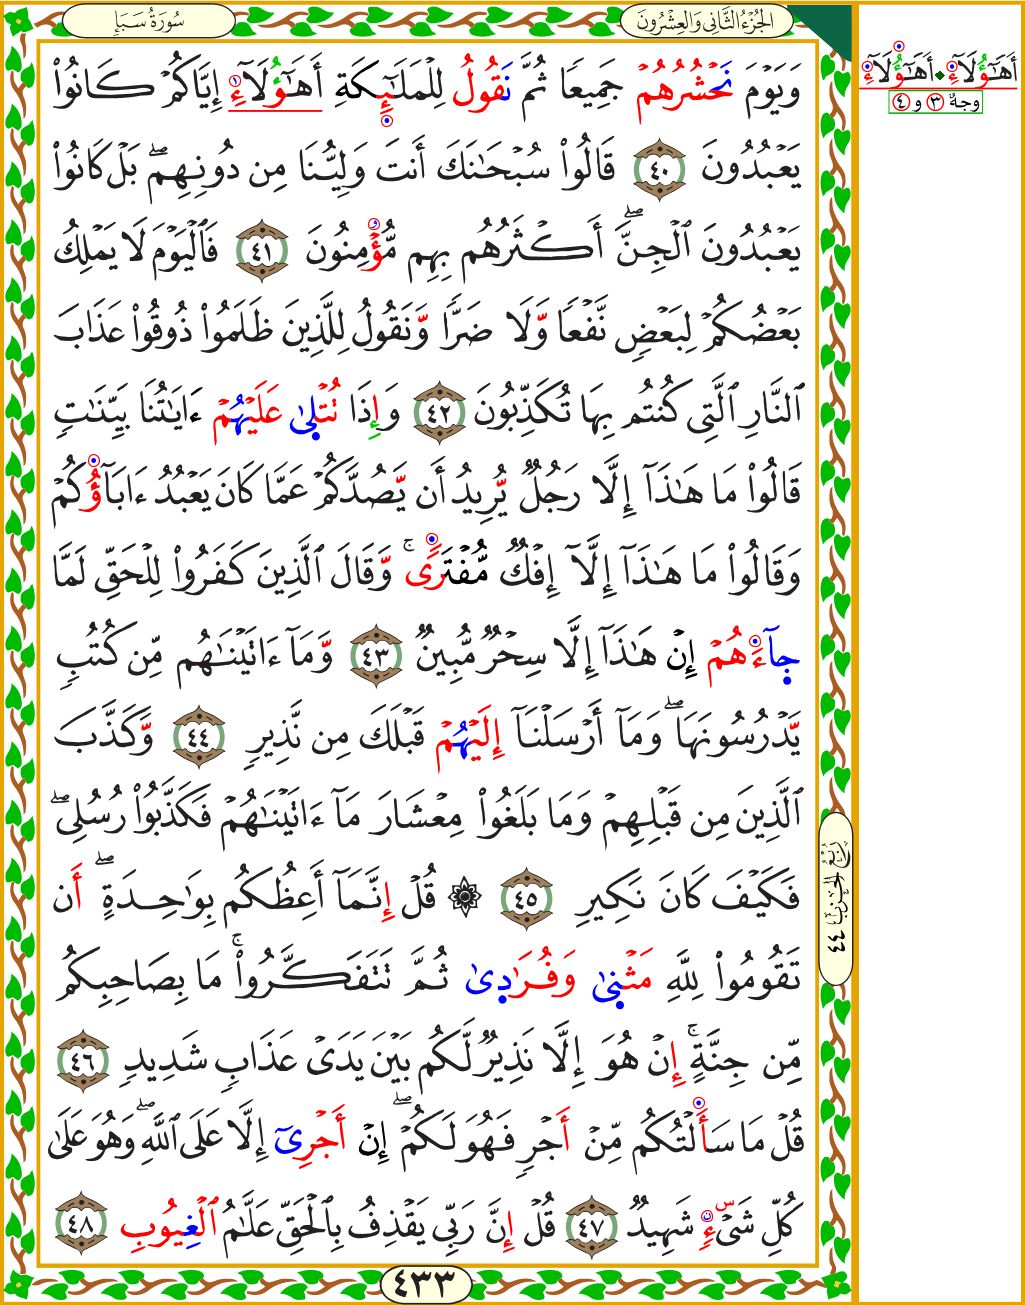 الجُزْءُ الثَّانِي وَالعِشْرُونَ
سُورَةُ سَبَإٍ
وَيَوْمَ نَحْشُرُهُمْ جَمِيعًا ثُمَّ نَقُولُ لِلْمَلَٰٓئِكَةِ أَهَٰٓؤُلَآءِ إِيَّاكُمْ كَانُوا۟
يَعْبُدُونَ ٤٠ قَالُوا۟ سُبْحَٰنَكَ أَنتَ وَلِيُّنَا مِن دُونِهِم ۖ بَلْ كَانُوا۟
يَعْبُدُونَ ٱلْجِنَّ ۖ أَكْثَرُهُم بِهِم مُّؤْمِنُونَ ٤١ فَٱلْيَوْمَ لَا يَمْلِكُ
بَعْضُكُمْ لِبَعْضٍ نَّفْعًا وَّلَا ضَرًّا وَّنَقُولُ لِلَّذِينَ ظَلَمُوا۟ ذُوقُوا۟ عَذَابَ
ٱلنَّارِ ٱلَّتِي كُنتُم بِهَا تُكَذِّبُونَ ٤٢ وَإِذَا تُتْلَىٰ عَلَيْهُمْ ءَايَٰتُنَا بَيِّنَٰتٍ
قَالُوا۟ مَا هَٰذَآ إِلَّا رَجُلٌ يُّرِيدُ أَن يَّصُدَّكُمْ عَمَّا كَانَ يَعْبُدُ ءَابَآؤُكُمْ
وَقَالُوا۟ مَا هَٰذَآ إِلَّآ إِفْكٌ مُّفْتَرًى ۚ وَّقَالَ ٱلَّذِينَ كَفَرُوا۟ لِلْحَقِّ لَمَّا
جَآءَهُمْ إِنْ هَٰذَآ إِلَّا سِحْرٌ مُّبِينٌ ٤٣ وَّمَآ ءَاتَيْنَٰهُم مِّن كُتُبٍ
يَّدْرُسُونَهَا ۖ وَمَآ أَرْسَلْنَآ إِلَيْهُمْ قَبْلَكَ مِن نَّذِيرٍ ٤٤ وَّكَذَّبَ
ٱلَّذِينَ مِن قَبْلِهِمْ وَمَا بَلَغُوا۟ مِعْشَارَ مَآ ءَاتَيْنَٰهُمْ فَكَذَّبُوا۟ رُسُلِي ۖ
فَكَيْفَ كَانَ نَكِيرِ ٤٥ ۞ قُلْ إِنَّمَآ أَعِظُكُم بِوَٰحِدَةٍ ۖ أَن
تَقُومُوا۟ لِلَّهِ مَثْنَىٰ وَفُرَٰدَىٰ ثُمَّ تَتَفَكَّرُوا۟ ۚ مَا بِصَاحِبِكُم
مِّن جِنَّةٍ ۚ إِنْ هُوَ إِلَّا نَذِيرٌ لَّكُم بَيْنَ يَدَىْ عَذَابٍ شَدِيدٍ ٤٦
قُلْ مَا سَأَلْتُكُم مِّنْ أَجْرٍ فَهُوَ لَكُمْ ۖ إِنْ أَجْرِىٓ إِلَّا عَلَى ٱللَّهِ ۖ وَهُوَ عَلَىٰ
كُلِّ شَىْءٍ شَهِيدٌ ٤٧ قُلْ إِنَّ رَبِّي يَقْذِفُ بِٱلْحَقِّ عَلَّٰمُ ٱلْغِيُوبِ ٤٨
٤٣٣
رُبْعُ الحِزْبِ ٤٤
أَهَٰٓؤُلَآءِ • أَهَٰٓؤُلَآءِ
وجهٌ ٣ و ٤